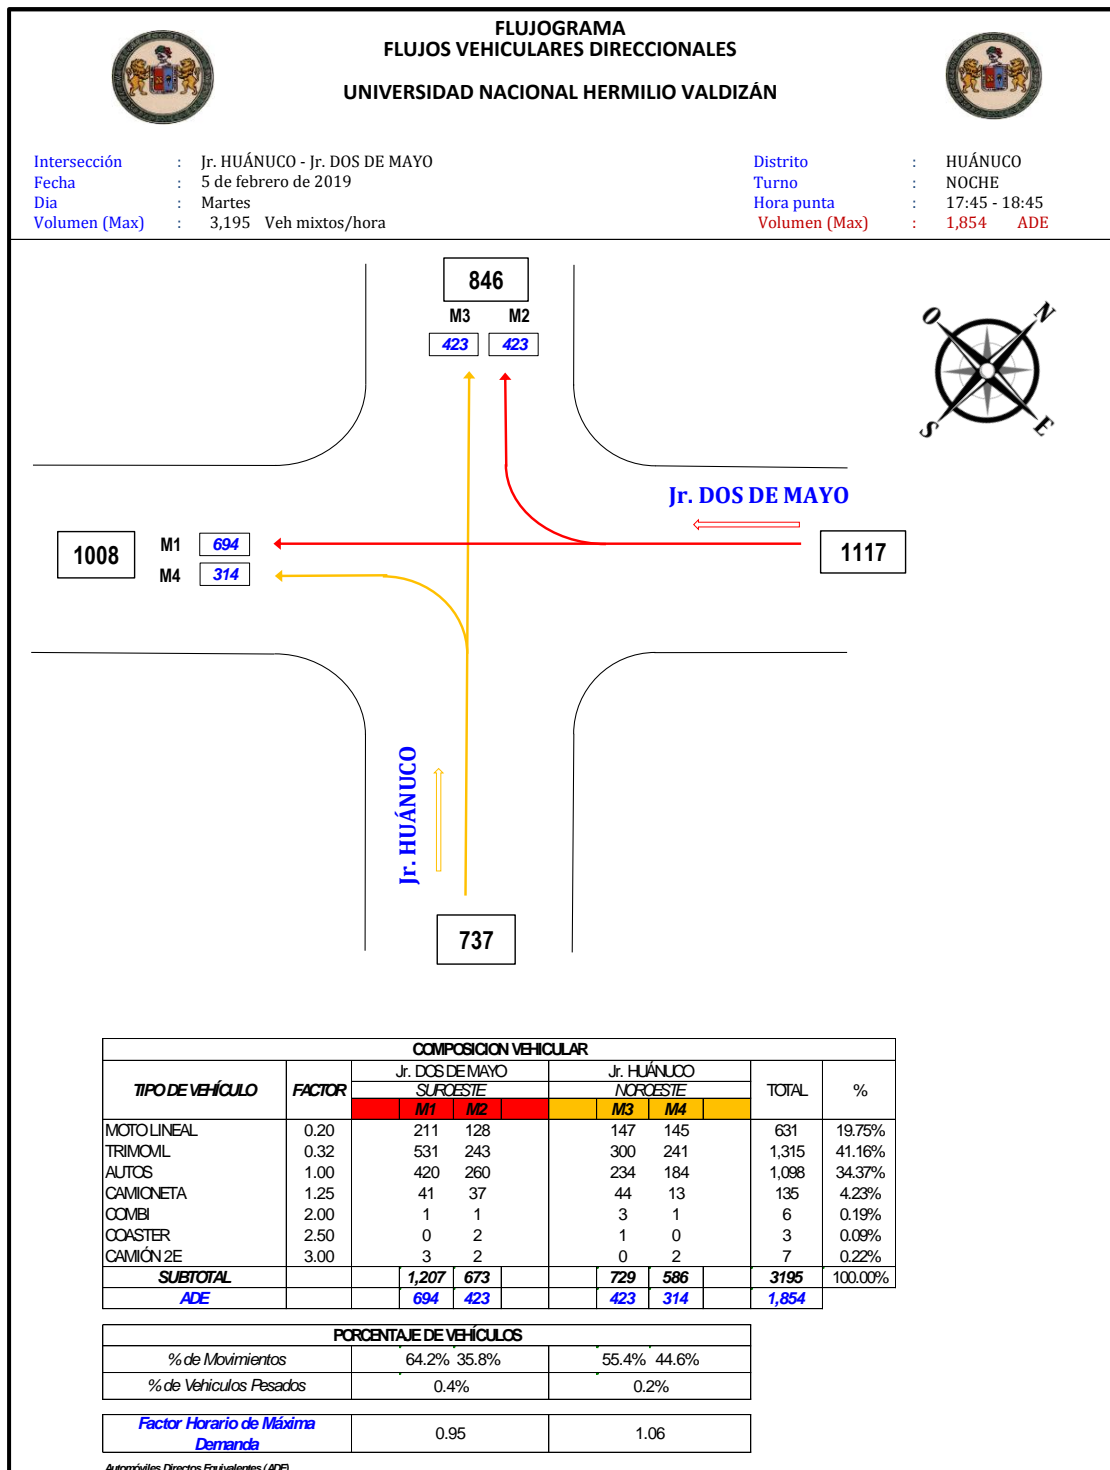 FLUJOGRAMA
FLUJOS VEHICULARES DIRECCIONALES
UNIVERSIDAD NACIONAL HERMILIO VALDIZÁN
Intersección : Jr. HUÁNUCO - Jr. DOS DE MAYO
Fecha : 5 de febrero de 2019
Dia : Martes
Volumen (Max) : 3,195 Veh mixtos/hora
Distrito : HUÁNUCO
Turno : NOCHE
Hora punta : 17:45 - 18:45
Volumen (Max) : 1,854 ADE
846
M3 M2
423 423
O N
S E
Jr. DOS DE MAYO
1008
M1 694
M4 314
1117
Jr. HUÁNUCO
737
COMPOSICION VEHICULAR
TIPO DE VEHÍCULO FACTOR Jr. DOS DE MAYO Jr. HUÁNUCO TOTAL %
SUROESTE NOROESTE
M1 M2 M3 M4
MOTO LINEAL 0.20 211 128 147 145 631 19.75%
TRIMOVIL 0.32 531 243 300 241 1,315 41.16%
AUTOS 1.00 420 260 234 184 1,098 34.37%
CAMIONETA 1.25 41 37 44 13 135 4.23%
COMBI 2.00 1 1 3 1 6 0.19%
COASTER 2.50 0 2 1 0 3 0.09%
CAMIÓN 2E 3.00 3 2 0 2 7 0.22%
SUBTOTAL 1,207 673 729 586 3195 100.00%
ADE 694 423 423 314 1,854
PORCENTAJE DE VEHÍCULOS
% de Movimientos 64.2% 35.8% 55.4% 44.6%
% de Vehiculos Pesados 0.4% 0.2%
Factor Horario de Máxima Demanda 0.95 1.06
Automóviles Directos Equivalentes (ADE)